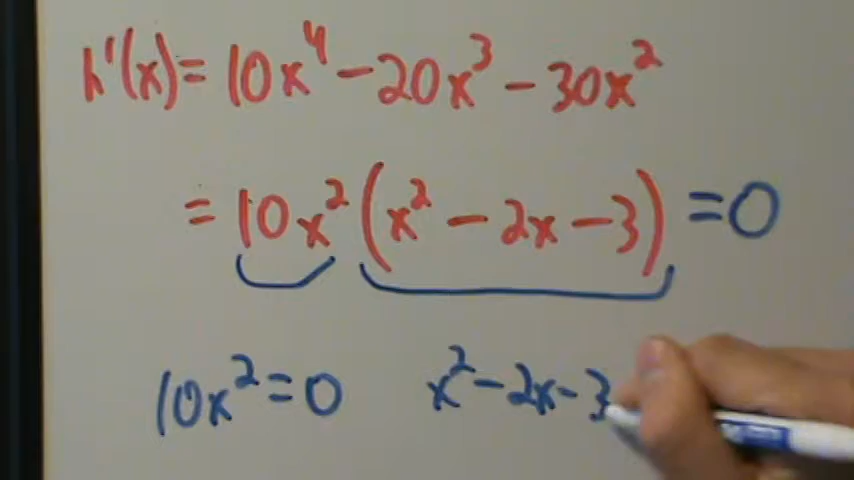 h'(x) = 10x⁴ - 20x³ - 30x²
= 10x² (x² - 2x - 3) = 0
10x² = 0 x² - 2x - 3